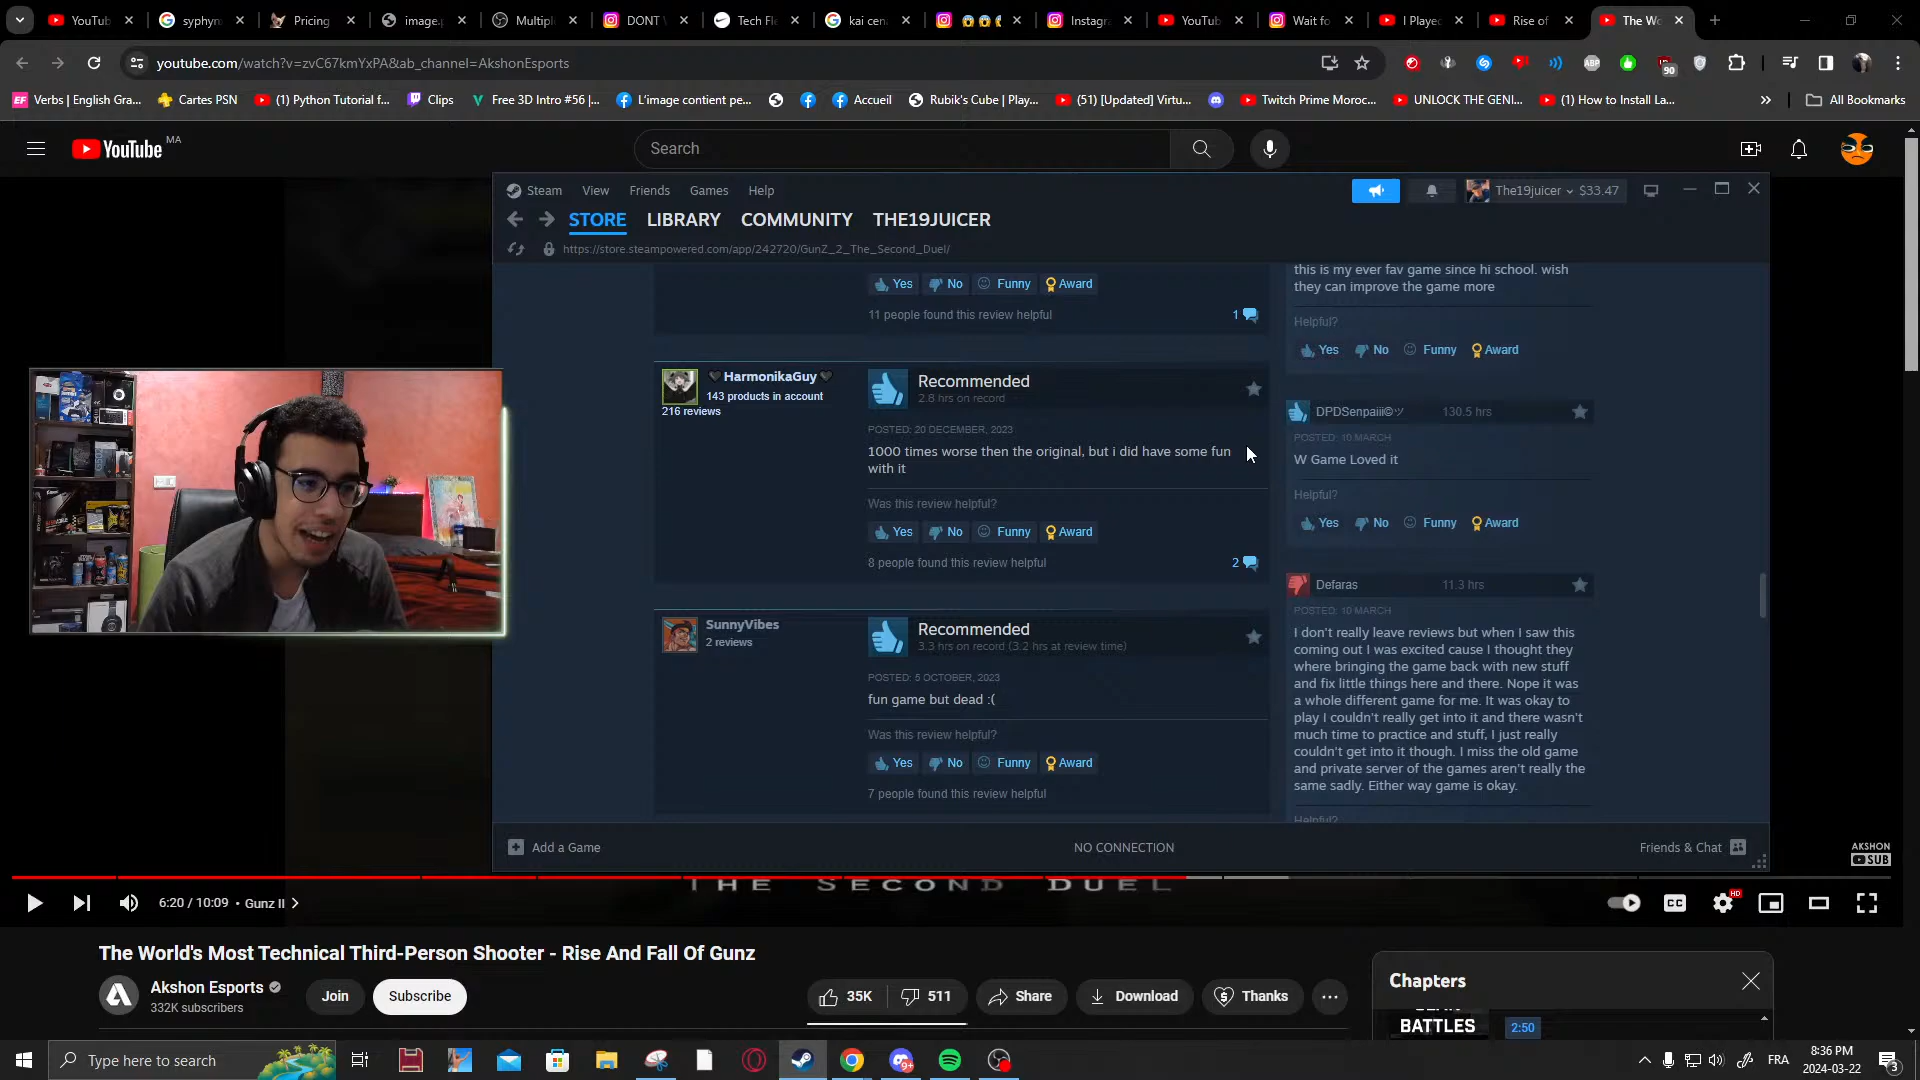 YouTub
syphyr
Pricing
image.p
Multipl
DONT
Tech Fle
kai cen
Instagr
YouTub
Wait fo
I Played
Rise of
The Wo
youtube.com/watch?v=zvC67kmYxPA&ab_channel=AkshonEsports
90
Verbs | English Gra...
Cartes PSN
(1) Python Tutorial f...
Clips
Free 3D Intro #56 |...
L'image contient pe...
Accueil
Rubik's Cube | Play...
(51) [Updated] Virtu...
Twitch Prime Moroc...
UNLOCK THE GENI...
(1) How to Install La...
All Bookmarks
YouTube MA
Search
Steam View Friends Games Help
The19juicer $33.47
STORE LIBRARY COMMUNITY THE19JUICER
https://store.steampowered.com/app/242720/GunZ_2_The_Second_Duel/
Yes No Funny Award
11 people found this review helpful 1
HarmonikaGuy
143 products in account
216 reviews
Recommended
2.8 hrs on record
POSTED: 20 DECEMBER, 2023
1000 times worse then the original, but i did have some fun
with it
Was this review helpful?
Yes No Funny Award
8 people found this review helpful 2
SunnyVibes
2 reviews
Recommended
3.3 hrs on record (3.2 hrs at review time)
POSTED: 5 OCTOBER, 2023
fun game but dead :(
Was this review helpful?
Yes No Funny Award
7 people found this review helpful
this is my ever fav game since hi school. wish
they can improve the game more
Helpful?
Yes No Funny Award
DPDSenpaiii©ツ 130.5 hrs
POSTED: 10 MARCH
W Game Loved it
Helpful?
Yes No Funny Award
Defaras 11.3 hrs
POSTED: 10 MARCH
I don't really leave reviews but when I saw this
coming out I was excited cause I thought they
where bringing the game back with new stuff
and fix little things here and there. Nope it was
a whole different game for me. It was okay to
play I couldn't really get into it and there wasn't
much time to practice and stuff, I just really
couldn't get into it though. I miss the old game
and private server of the games aren't really the
same sadly. Either way game is okay.
Helpful?
Add a Game NO CONNECTION Friends & Chat
AKSHON
SUB
THE SECOND DUEL
6:20 / 10:09 • Gunz II
CC
HD
The World's Most Technical Third-Person Shooter - Rise And Fall Of Gunz
Akshon Esports
332K subscribers
Join
Subscribe
35K
511
Share
Download
Thanks
Chapters
BATTLES
2:50
Type here to search
9+
FRA
8:36 PM
2024-03-22
3